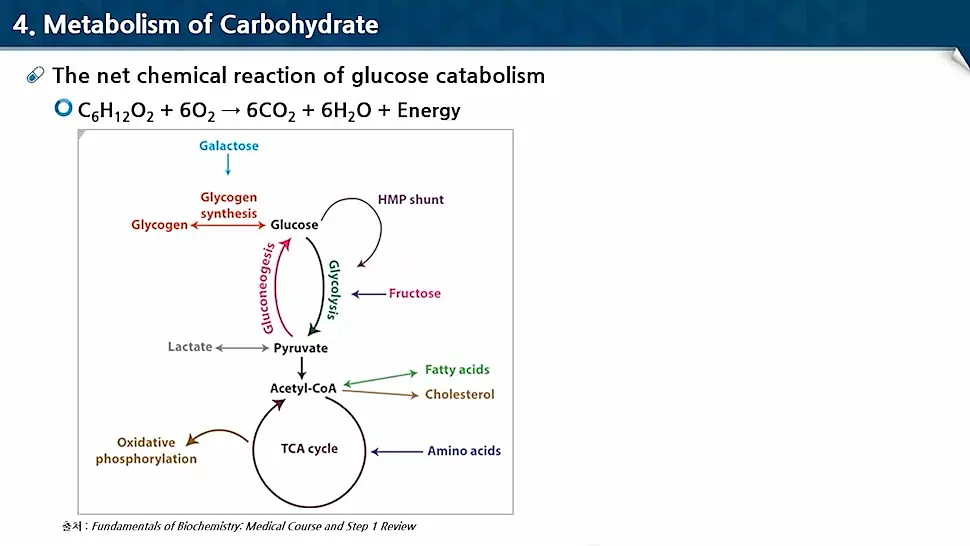 4. Metabolism of Carbohydrate
The net chemical reaction of glucose catabolism
C₆H₁₂O₂ + 6O₂ → 6CO₂ + 6H₂O + Energy
Galactose
Glycogen
synthesis
HMP shunt
Glycogen
Glucose
Gluconeogesis
Glycolysis
Fructose
Lactate
Pyruvate
Fatty acids
Acetyl-CoA
Cholesterol
Oxidative
phosphorylation
TCA cycle
Amino acids
출처 : Fundamentals of Biochemistry: Medical Course and Step 1 Review